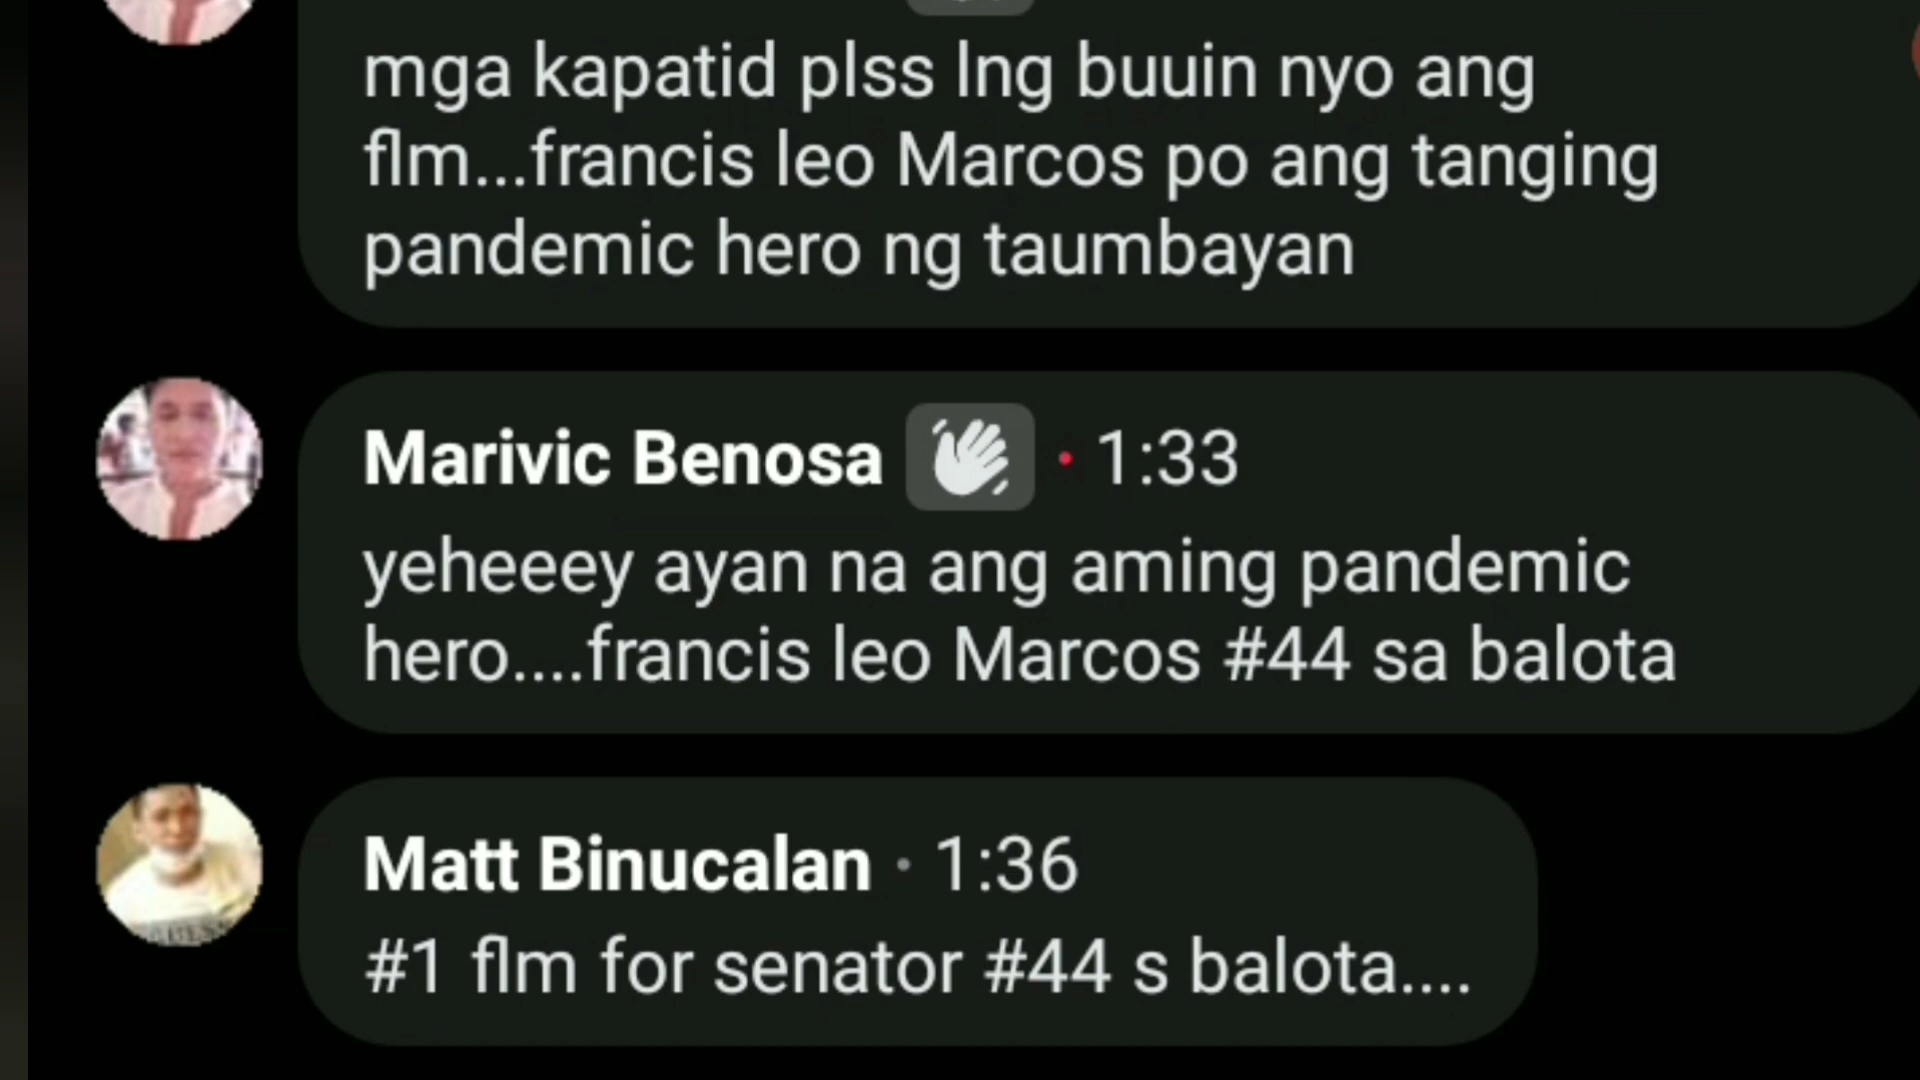 mga kapatid plss lng buuin nyo ang
flm...francis leo Marcos po ang tanging
pandemic hero ng taumbayan
Marivic Benosa · 1:33
yeheeey ayan na ang aming pandemic
hero....francis leo Marcos #44 sa balota
Matt Binucalan · 1:36
#1 flm for senator #44 s balota....